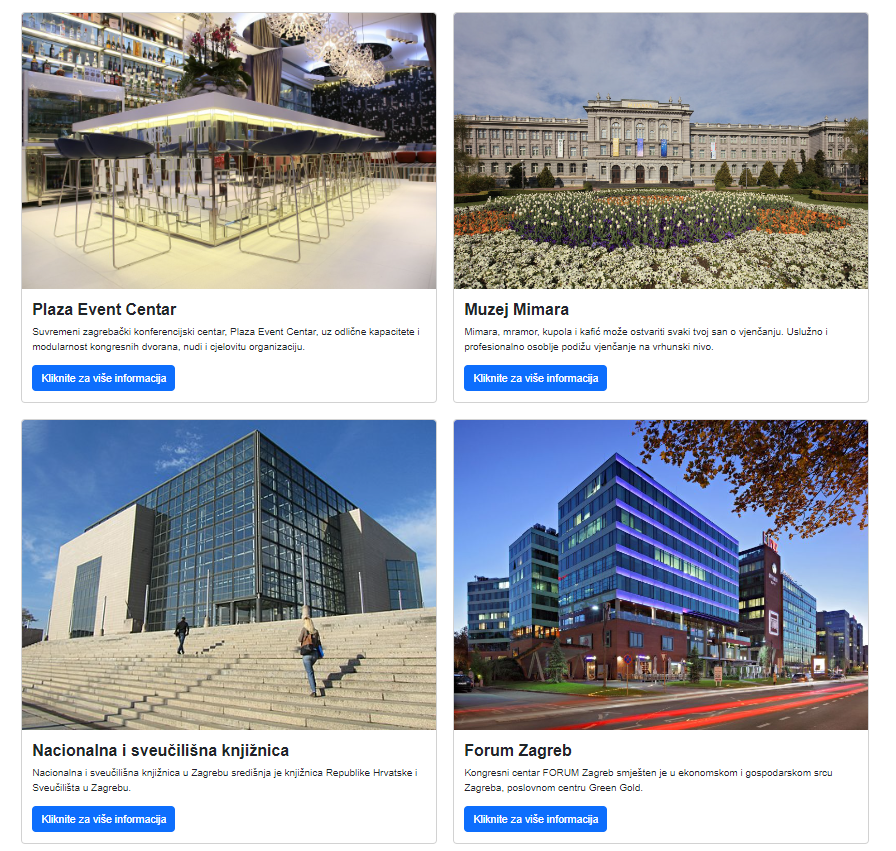 Plaza Event Centar
Suvremeni zagrebački konferencijski centar, Plaza Event Centar, uz odlične kapacitete i
modularnost kongresnih dvorana, nudi i cjelovitu organizaciju.
Kliknite za više informacija
Muzej Mimara
Mimara, mramor, kupola i kafić može ostvariti svaki tvoj san o vjenčanju. Uslužno i
profesionalno osoblje podižu vjenčanje na vrhunski nivo.
Kliknite za više informacija
Nacionalna i sveučilišna knjižnica
Nacionalna i sveučilišna knjižnica u Zagrebu središnja je knjižnica Republike Hrvatske i
Sveučilišta u Zagrebu.
Kliknite za više informacija
Forum Zagreb
Kongresni centar FORUM Zagreb smješten je u ekonomskom i gospodarskom srcu
Zagreba, poslovnom centru Green Gold.
Kliknite za više informacija